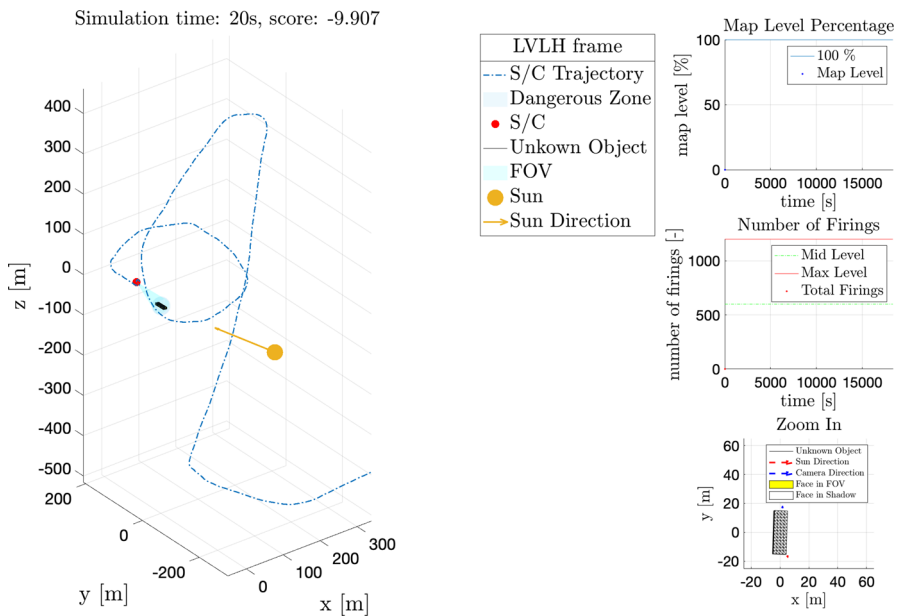 Simulation time: 20s, score: -9.907
400
300
200
100
0
-100
-200
-300
-400
-500
z [m]
200
0
-200
y [m]
0
100
200
300
x [m]
LVLH frame
S/C Trajectory
Dangerous Zone
S/C
Unkown Object
FOV
Sun
Sun Direction
Map Level Percentage
100
50
0
map level [%]
100 %
Map Level
0
5000
10000
15000
time [s]
Number of Firings
1000
500
0
number of firings [-]
Mid Level
Max Level
Total Firings
0
5000
10000
15000
time [s]
Zoom In
60
40
20
0
-20
y [m]
Unknown Object
Sun Direction
Camera Direction
Face in FOV
Face in Shadow
-20
0
20
40
60
x [m]